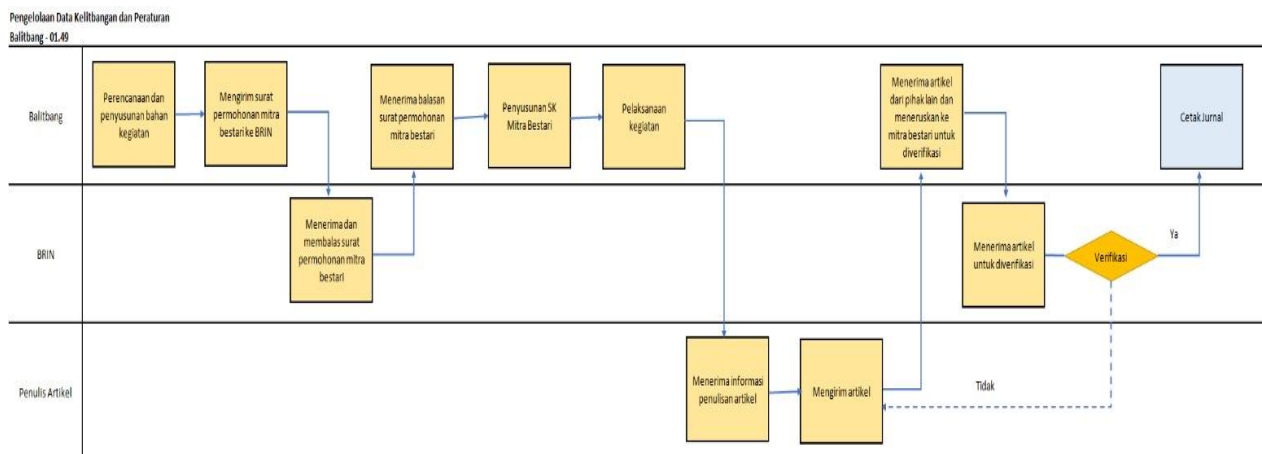 Pengelolaan Data Kelitbangan dan Peraturan
Balitbang - 01.49
Balitbang
Perencanaan dan
penyusunan bahan
kegiatan
Mengirim surat
permohonan mitra
bestari ke BRIN
Menerima balasan
surat permohonan
mitra bestari
Penyusunan SK
Mitra Bestari
Pelaksanaan
kegiatan
Menerima artikel
dari pihak lain dan
meneruskan ke
mitra bestari untuk
diverifikasi
Cetak Jurnal
BRIN
Menerima dan
membalas surat
permohonan mitra
bestari
Menerima artikel
untuk diverifikasi
Verifikasi
Ya
Penulis Artikel
Menerima informasi
penulisan artikel
Mengirim artikel
Tidak